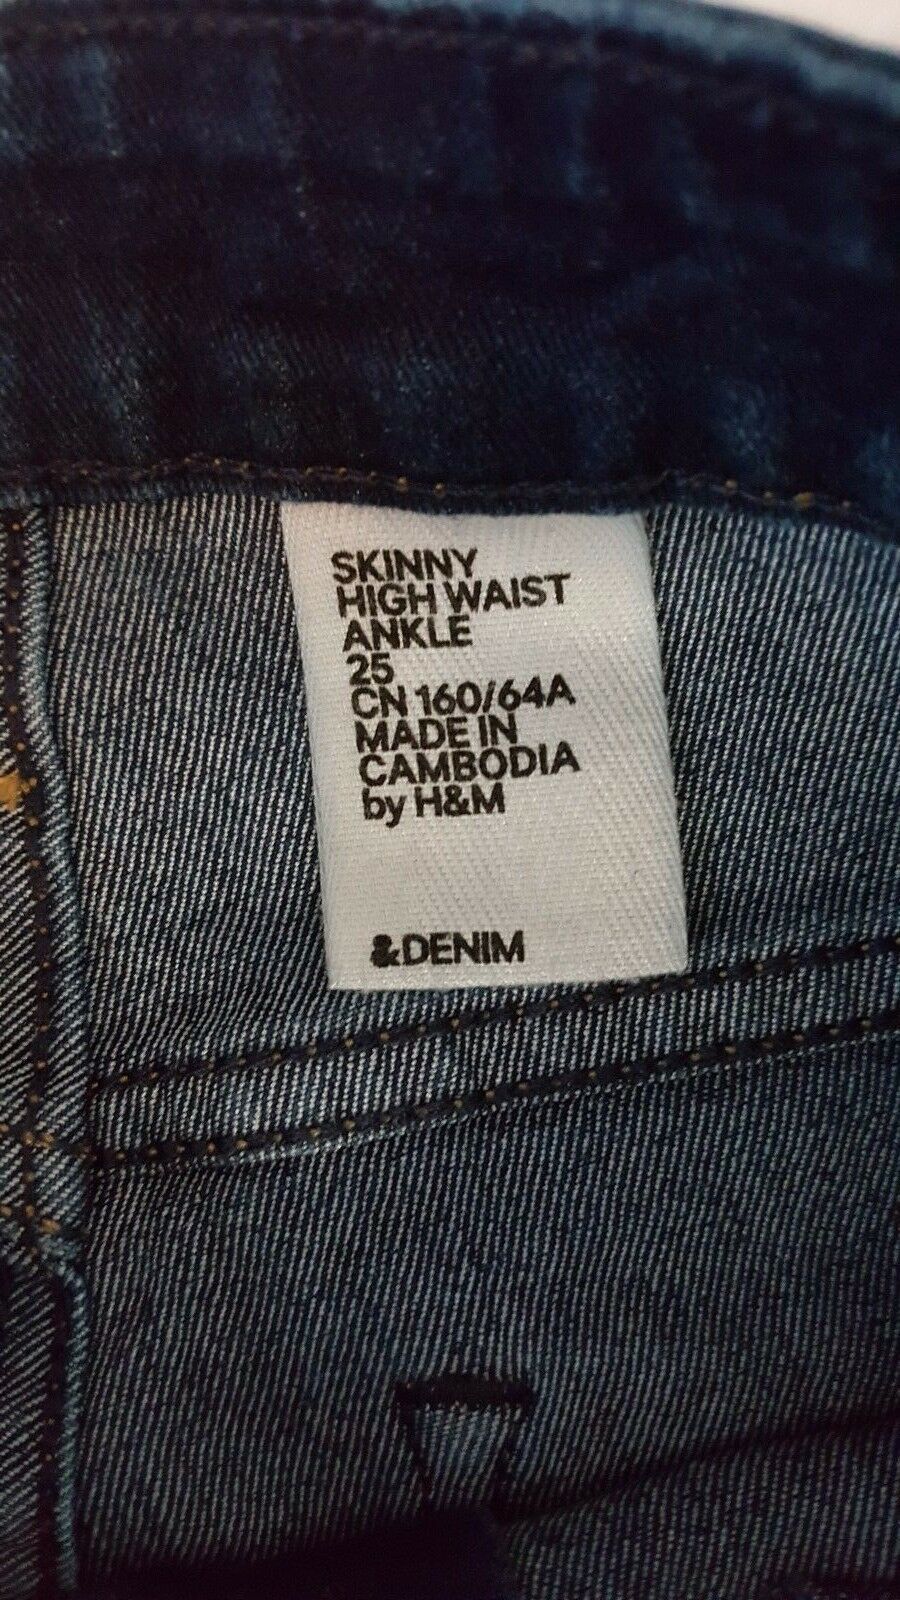 SKINNY
HIGH WAIST
ANKLE
25
CN 160/64A
MADE IN
CAMBODIA
by H&M
&DENIM